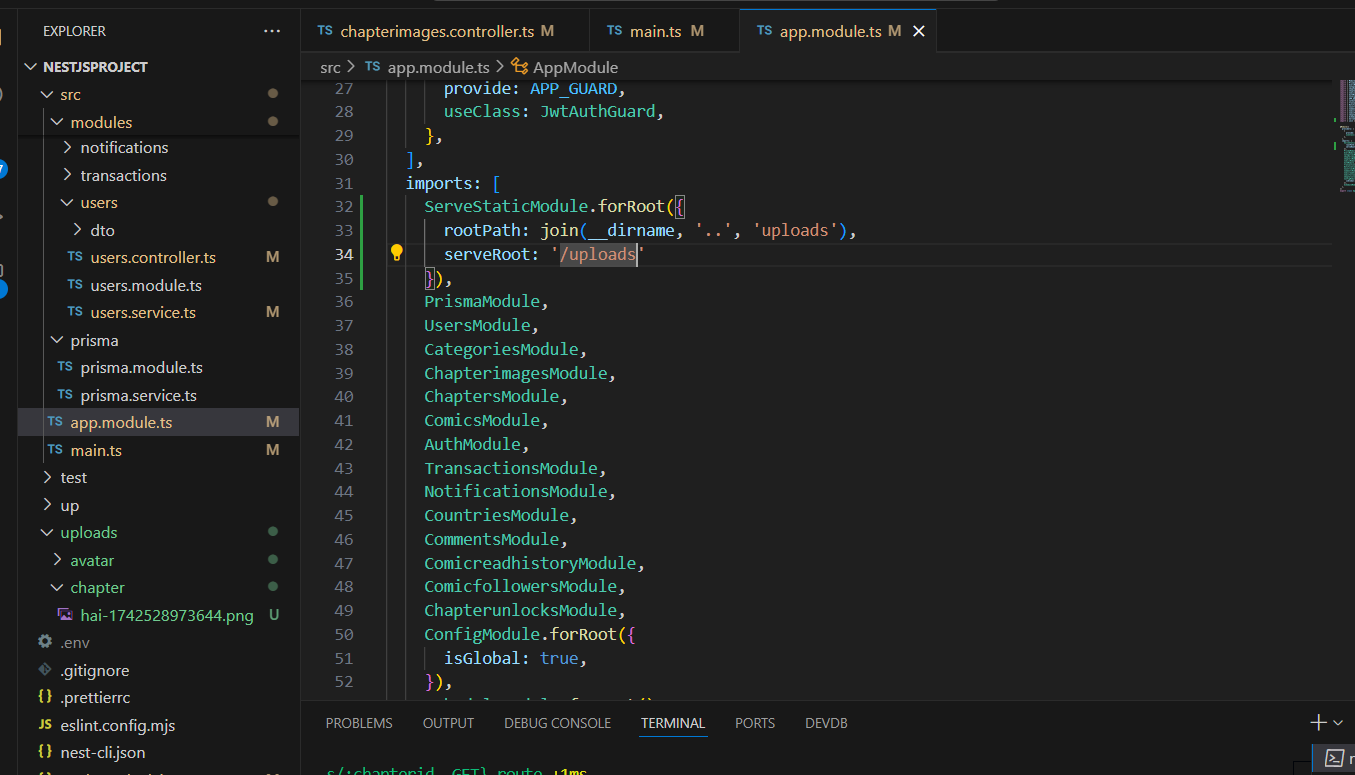 EXPLORER ...
NESTJSPROJECT
src
modules
notifications
transactions
users
dto
TS users.controller.ts M
TS users.module.ts
TS users.service.ts M
prisma
TS prisma.module.ts
TS prisma.service.ts
TS app.module.ts M
TS main.ts M
test
up
uploads
avatar
chapter
hai-1742528973644.png U
.env
.gitignore
{} .prettierrc
JS eslint.config.mjs
{} nest-cli.json
TS chapterimages.controller.ts M
TS main.ts M
TS app.module.ts M
src > TS app.module.ts > AppModule
27 provide: APP_GUARD,
28 useClass: JwtAuthGuard,
29 },
30 ],
31 imports: [
32 ServeStaticModule.forRoot({
33 rootPath: join(__dirname, '..', 'uploads'),
34 serveRoot: '/uploads'
35 }),
36 PrismaModule,
37 UsersModule,
38 CategoriesModule,
39 ChapterimagesModule,
40 ChaptersModule,
41 ComicsModule,
42 AuthModule,
43 TransactionsModule,
44 NotificationsModule,
45 CountriesModule,
46 CommentsModule,
47 ComicreadhistoryModule,
48 ComicfollowersModule,
49 ChapterunlocksModule,
50 ConfigModule.forRoot({
51 isGlobal: true,
52 }),
PROBLEMS OUTPUT DEBUG CONSOLE TERMINAL PORTS DEVDB
s/:chapterid, GET} route +1ms